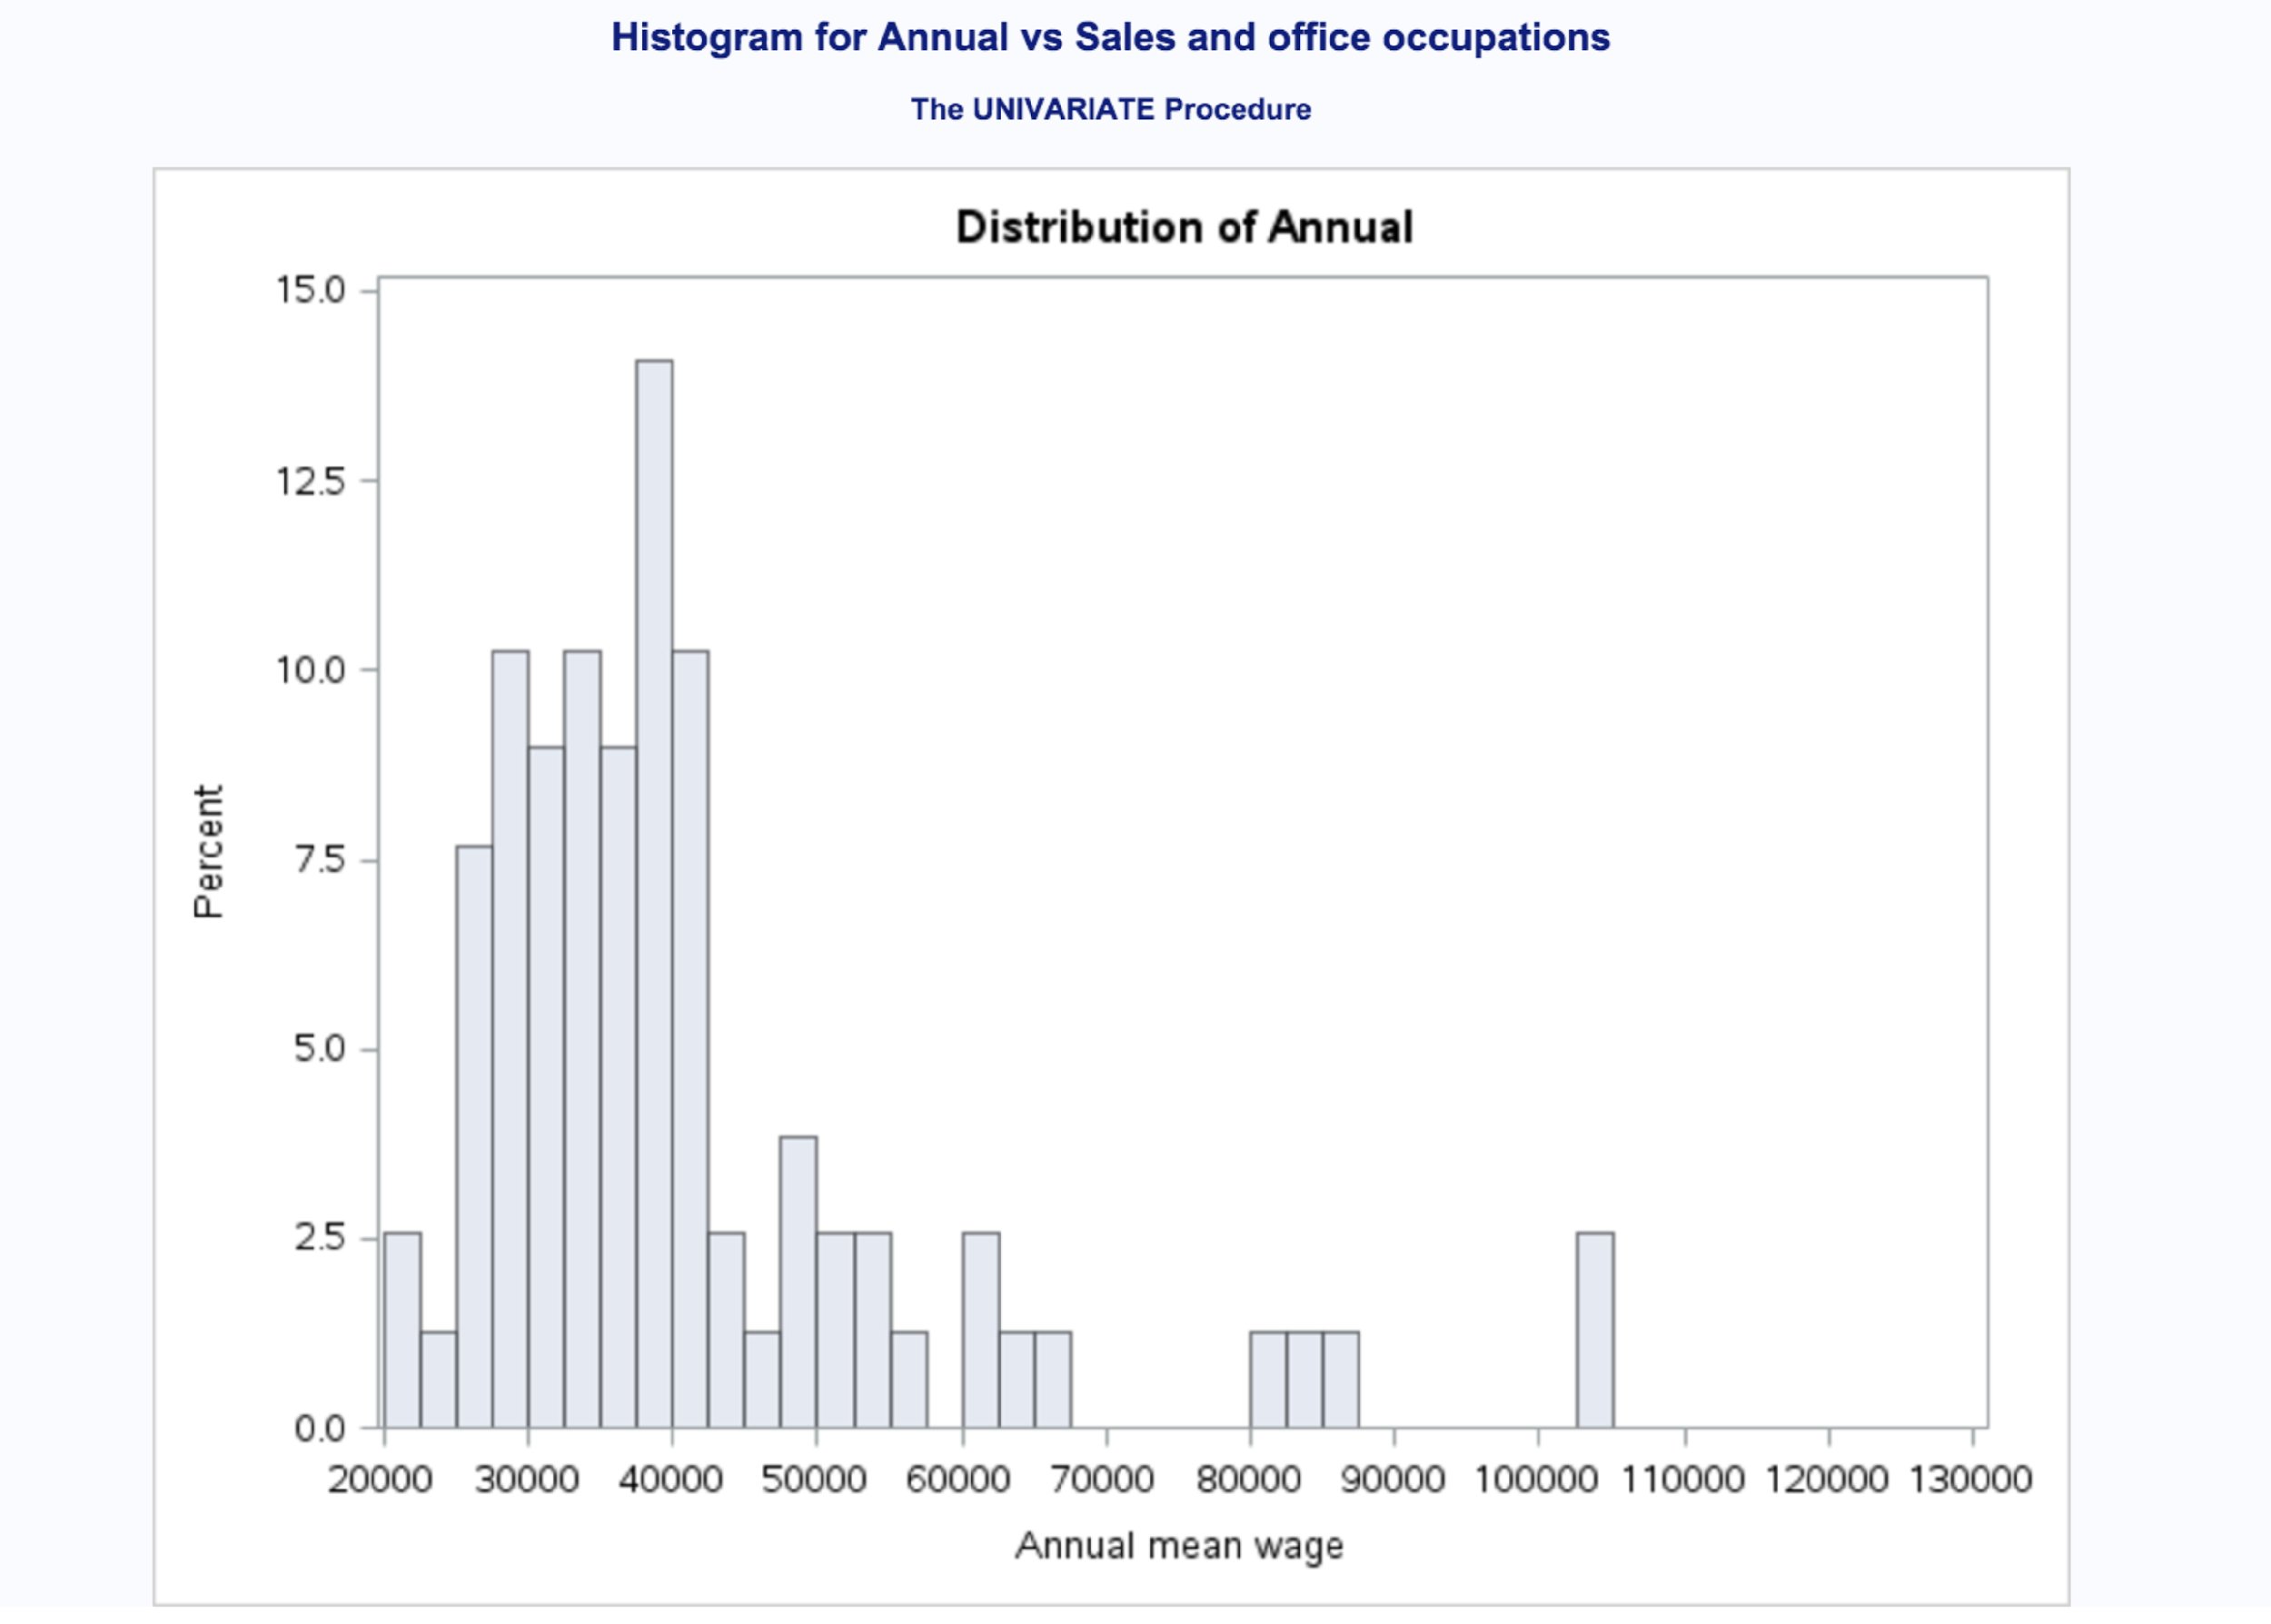 Histogram for Annual vs Sales and office occupations
The UNIVARIATE Procedure
Distribution of Annual
15.0
12.5
10.0
7.5
5.0
2.5
0.0
Percent
20000 30000 40000 50000 60000 70000 80000 90000 100000 110000 120000 130000
Annual mean wage